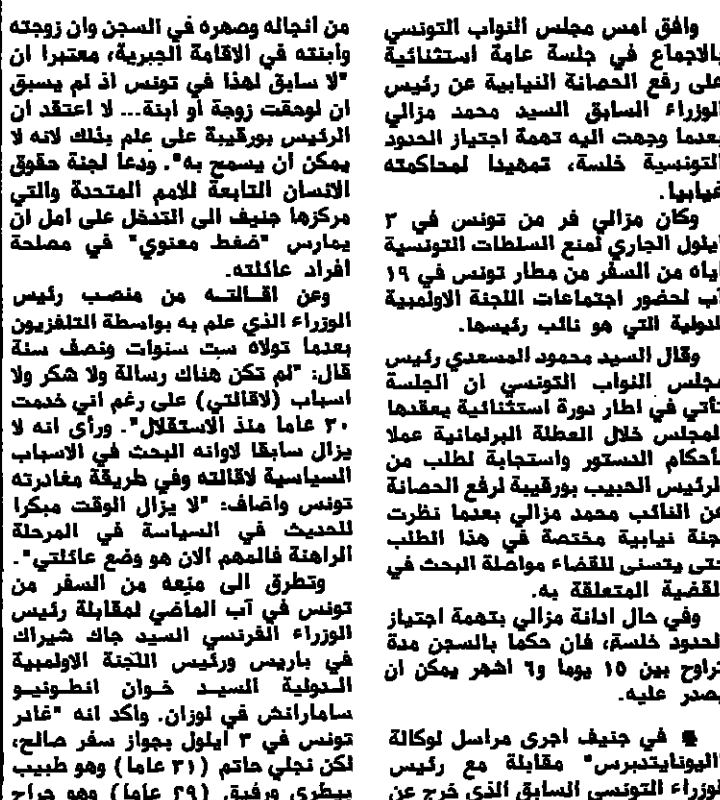 وافق امس مجلس النواب التونسي
بالاجماع في جلسة عامة استثنائية
على رفع الحصانة النيابية عن رئيس
الوزراء السابق السيد محمد مزالي
بعدما وجهت اليه تهمة اجتياز الحدود
التونسية خلسة، تمهيدا لمحاكمته
غيابيا.
وكان مزالي فر من تونس في ٣
ايلول الجاري لمنع السلطات التونسية
اياه من السفر من مطار تونس في ١٩
آب لحضور اجتماعات اللجنة الاولمبية
الدولية التي هو نائب رئيسها.
وقال السيد محمود المسعدي رئيس
مجلس النواب التونسي ان الجلسة
تأتي في اطار دورة استثنائية يعقدها
المجلس خلال العطلة البرلمانية عملا
بأحكام الدستور واستجابة لطلب من
الرئيس الحبيب بورقيبة لرفع الحصانة
عن النائب محمد مزالي بعدما نظرت
لجنة نيابية مختصة في هذا الطلب
حتى يتسنى للقضاء مواصلة البحث في
القضية المتعلقة به.
وفي حال ادانة مزالي بتهمة اجتياز
الحدود خلسة، فان حكما بالسجن مدة
تراوح بين ١٥ يوما و٦ اشهر يمكن ان
يصدر عليه.
■ في جنيف اجرى مراسل لوكالة
"اليونايتدبرس" مقابلة مع رئيس
الوزراء التونسي السابق الذي خرج عن
من انجاله وصهره في السجن وان زوجته
وابنته في الاقامة الجبرية، معتبرا ان
"لا سابق لهذا في تونس اذ لم يسبق
ان لوحقت زوجة أو ابنة... لا اعتقد ان
الرئيس بورقيبة على علم بذلك لانه لا
يمكن ان يسمح به". ودعا لجنة حقوق
الانسان التابعة للامم المتحدة والتي
مركزها جنيف الى التدخل على امل ان
يمارس "ضغط معنوي" في مصلحة
افراد عائلته.
وعن اقـالتــه من منصب رئيس
الوزراء الذي علم به بواسطة التلفزيون
بعدما تولاه ست سنوات ونصف سنة
قال: "لم تكن هناك رسالة ولا شكر ولا
اسباب (لاقالتي) على رغم اني خدمت
٣٠ عاما منذ الاستقلال". ورأى انه لا
يزال سابقا لاوانه البحث في الاسباب
السياسية لاقالته وفي طريقة مغادرته
تونس واضاف: "لا يزال الوقت مبكرا
للحديث في السياسة في المرحلة
الراهنة فالمهم الان هو وضع عائلتي".
وتطرق الى منعه من السفر من
تونس في آب الماضي لمقابلة رئيس
الوزراء الفرنسي السيد جاك شيراك
في باريس ورئيس اللجنة الاولمبية
الـدولية السيـد خـوان انطـونيـو
سامارانش في لوزان. واكد انه "غادر
تونس في ٣ ايلول بجواز سفر صالح،
لكن نجلي حاتم (٣١ عاما) وهو طبيب
بيطري ورفيق (٢٩ عاما) وهو جراح